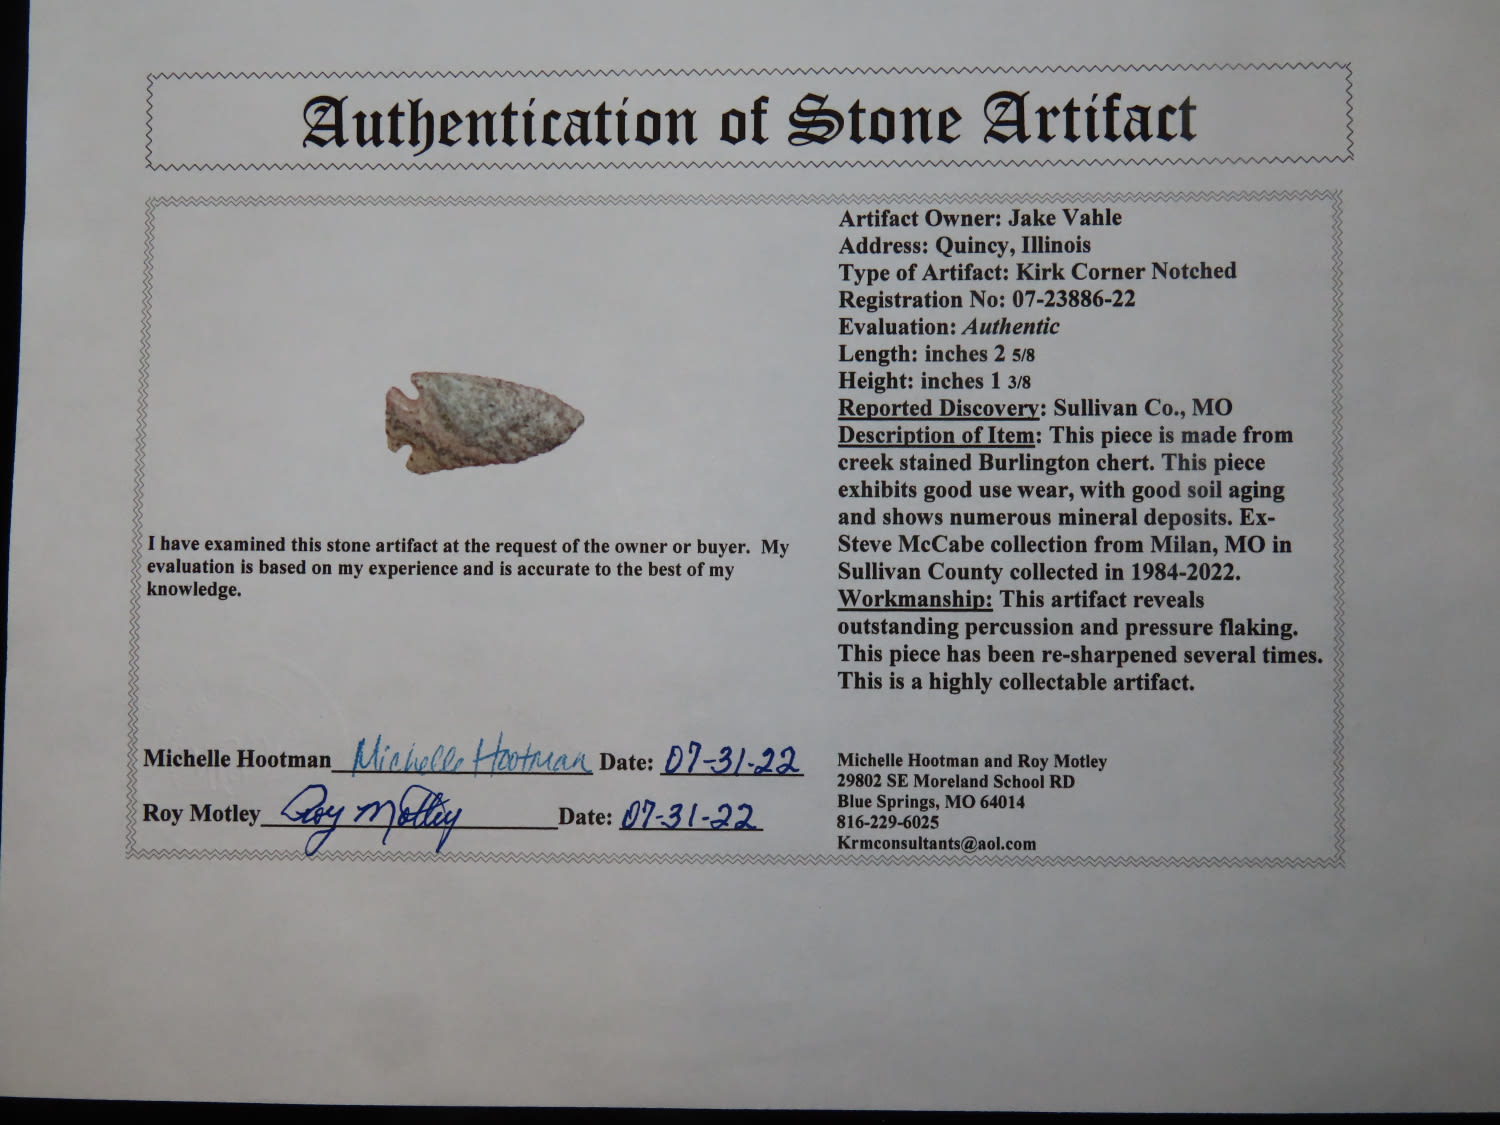 Authentication of Stone Artifact
Artifact Owner: Jake Vahle
Address: Quincy, Illinois
Type of Artifact: Kirk Corner Notched
Registration No: 07-23886-22
Evaluation: Authentic
Length: inches 2 5/8
Height: inches 1 3/8
Reported Discovery: Sullivan Co., MO
Description of Item: This piece is made from
creek stained Burlington chert. This piece
exhibits good use wear, with good soil aging
and shows numerous mineral deposits. Ex-
Steve McCabe collection from Milan, MO in
Sullivan County collected in 1984-2022.
Workmanship: This artifact reveals
outstanding percussion and pressure flaking.
This piece has been re-sharpened several times.
This is a highly collectable artifact.
I have examined this stone artifact at the request of the owner or buyer. My
evaluation is based on my experience and is accurate to the best of my
knowledge.
Michelle Hootman Michelle Hootman Date: 07-31-22
Roy Motley Roy Motley Date: 07-31-22
Michelle Hootman and Roy Motley
29802 SE Moreland School RD
Blue Springs, MO 64014
816-229-6025
Krmconsultants@aol.com